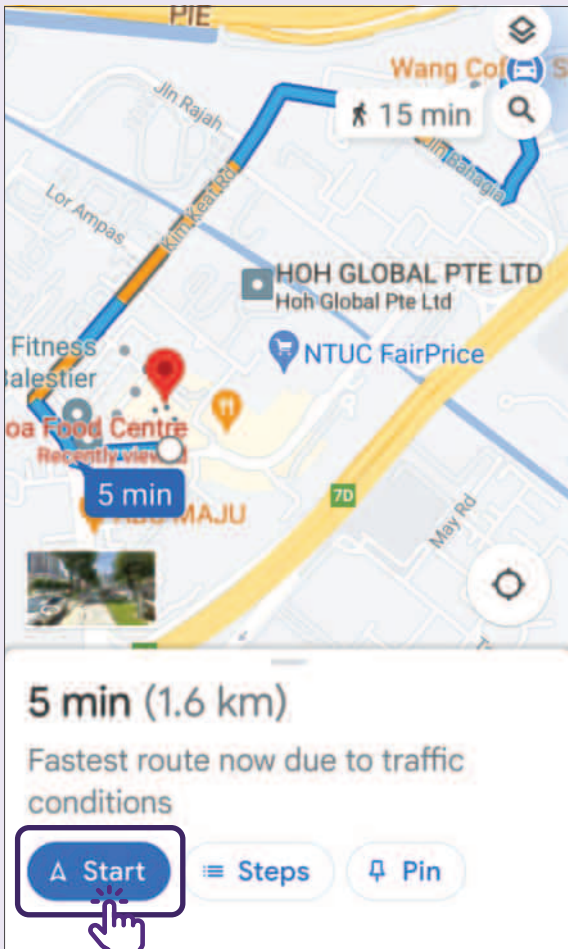 PIE
Wang Cof
S
Jln Rajah
15 min
Jln Bahagia
Kim Keat Rd
Lor Ampas
HOH GLOBAL PTE LTD
Hoh Global Pte Ltd
Fitness
Balestier
NTUC FairPrice
oa Food Centre
Recently viewed
5 min
MAJU
7D
May Rd
5 min (1.6 km)
Fastest route now due to traffic
conditions
Start
Steps
Pin